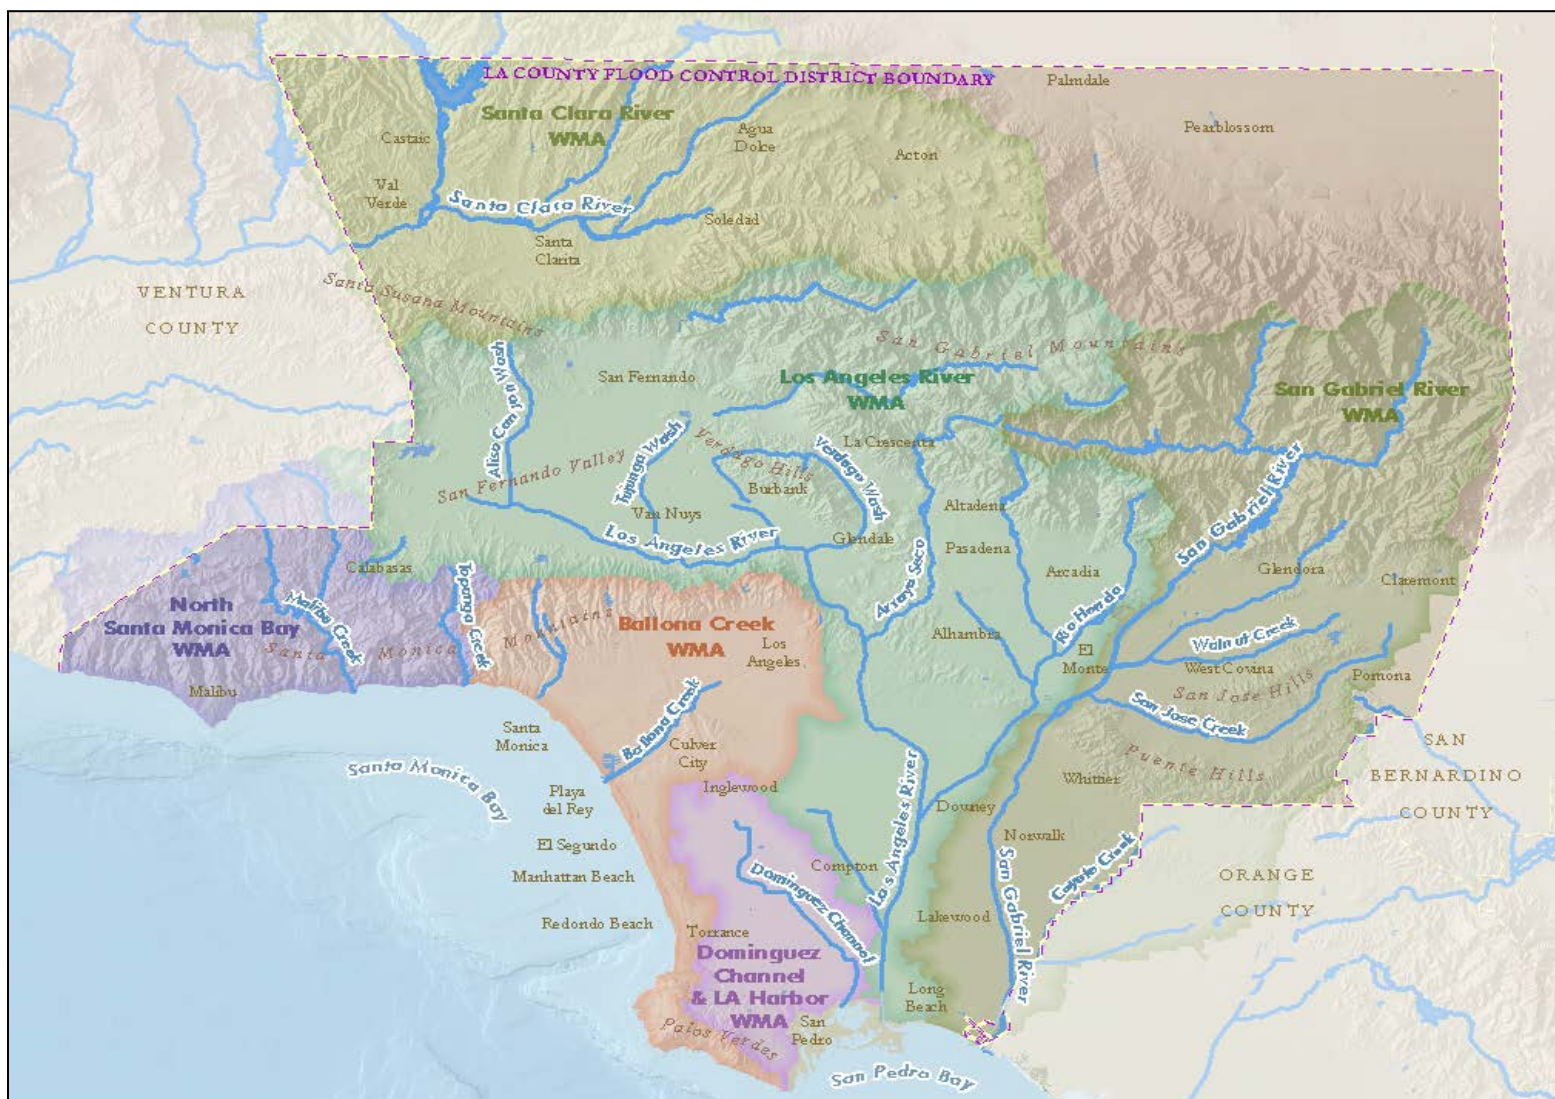 LA COUNTY FLOOD CONTROL DISTRICT BOUNDARY
Palmdale
Santa Clara River
WMA
Pearblossom
Castaic
Agua
Dolce
Acton
Val
Verde
Santa Clara River
Soledad
Santa
Clarita
VENTURA
COUNTY
Santa Susana Mountains
San Gabriel Mountains
Aliso Canyon Wash
San Fernando
Los Angeles River
WMA
San Gabriel River
WMA
La Crescenta
Verdugo Hills
Verdugo Wash
Tujunga Wash
San Fernando Valley
Burbank
Van Nuys
Altadena
San Gabriel River
Los Angeles River
Glendale
Pasadena
Arroyo Seco
Arcadia
Glendora
Claremont
Calabasas
Topanga Creek
North
Santa Monica Bay
WMA
Malibu Creek
Santa Monica Mountains
Ballona Creek
WMA
Los
Angeles
Alhambra
Rio Hondo
El
Monte
Walnut Creek
West Covina
San Jose Hills
Pomona
Malibu
San Jose Creek
Santa
Monica
Ballona Creek
Culver
City
Puente Hills
SAN
BERNARDINO
COUNTY
Santa Monica Bay
Inglewood
Whittier
Playa
del Rey
Los Angeles River
Downey
Norwalk
El Segundo
Compton
Coyote Creek
Manhattan Beach
Dominguez Channel
ORANGE
COUNTY
Redondo Beach
Torrance
Lakewood
San Gabriel River
Dominguez
Channel
& LA Harbor
WMA
Long
Beach
Palos Verdes
San
Pedro
San Pedro Bay